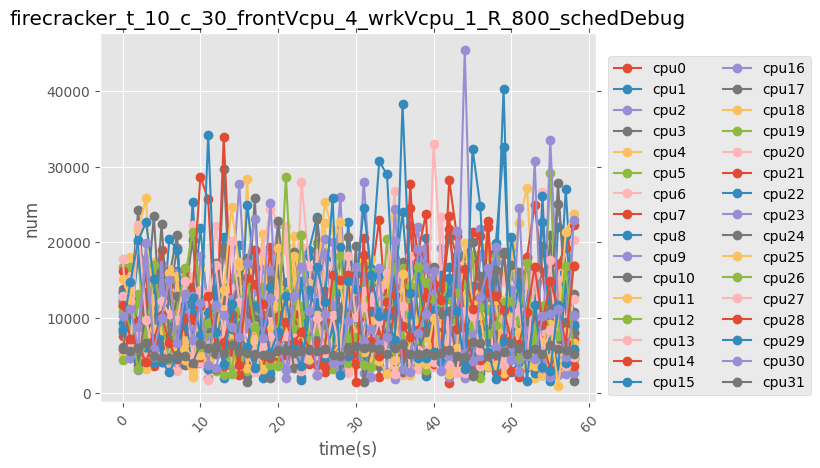 firecracker_t_10_c_30_frontVcpu_4_wrkVcpu_1_R_800_schedDebug
num
40000
30000
20000
10000
0
0 10 20 30 40 50 60
time(s)
cpu0 cpu16
cpu1 cpu17
cpu2 cpu18
cpu3 cpu19
cpu4 cpu20
cpu5 cpu21
cpu6 cpu22
cpu7 cpu23
cpu8 cpu24
cpu9 cpu25
cpu10 cpu26
cpu11 cpu27
cpu12 cpu28
cpu13 cpu29
cpu14 cpu30
cpu15 cpu31